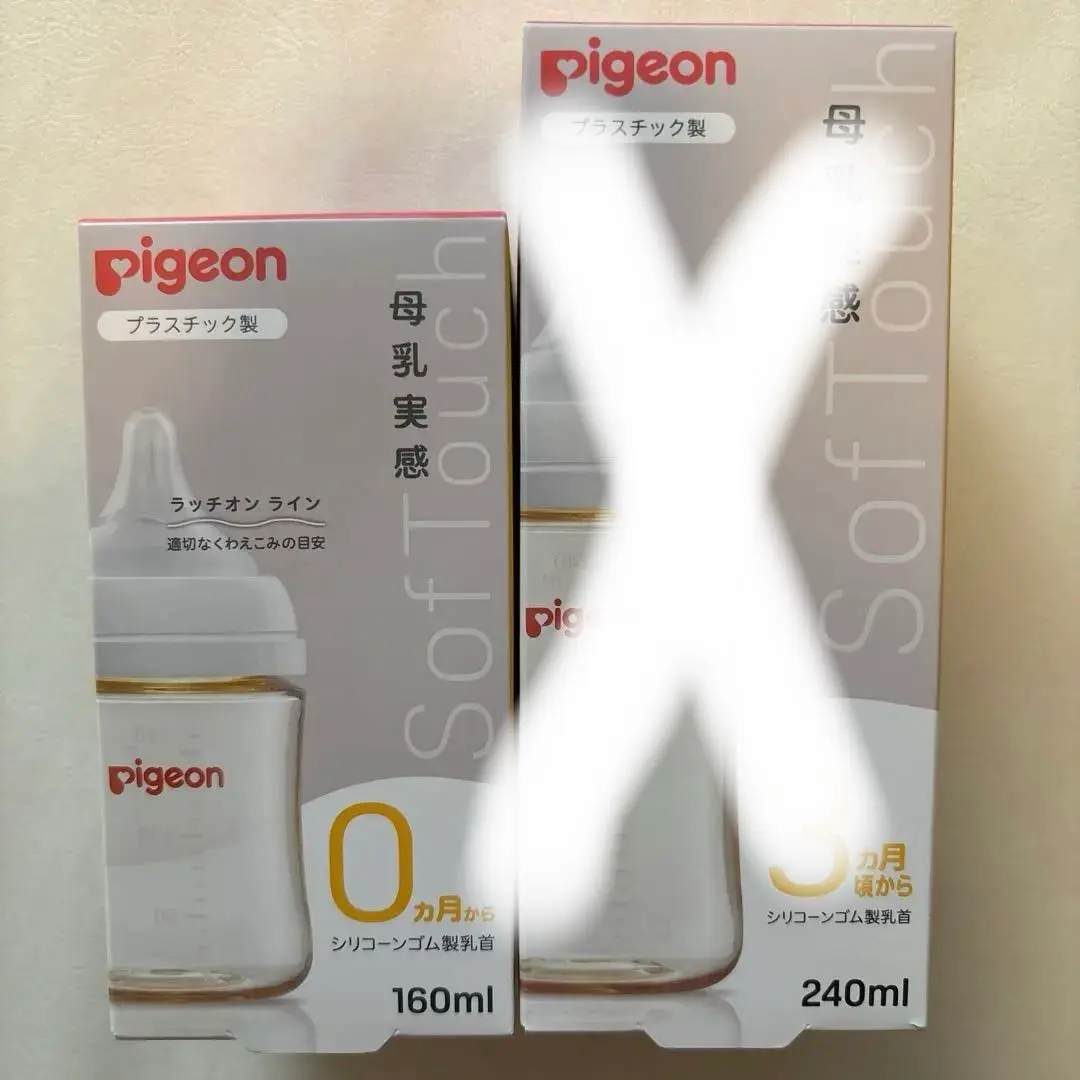 pigeon
プラスチック製
母乳実感
SofTouch
ラッチオン ライン
適切なくわえこみの目安
pigeon
0カ月から
シリコーンゴム製乳首
160ml
pigeon
プラスチック製
母
感
SofTouch
pig
3カ月
頃から
シリコーンゴム製乳首
240ml